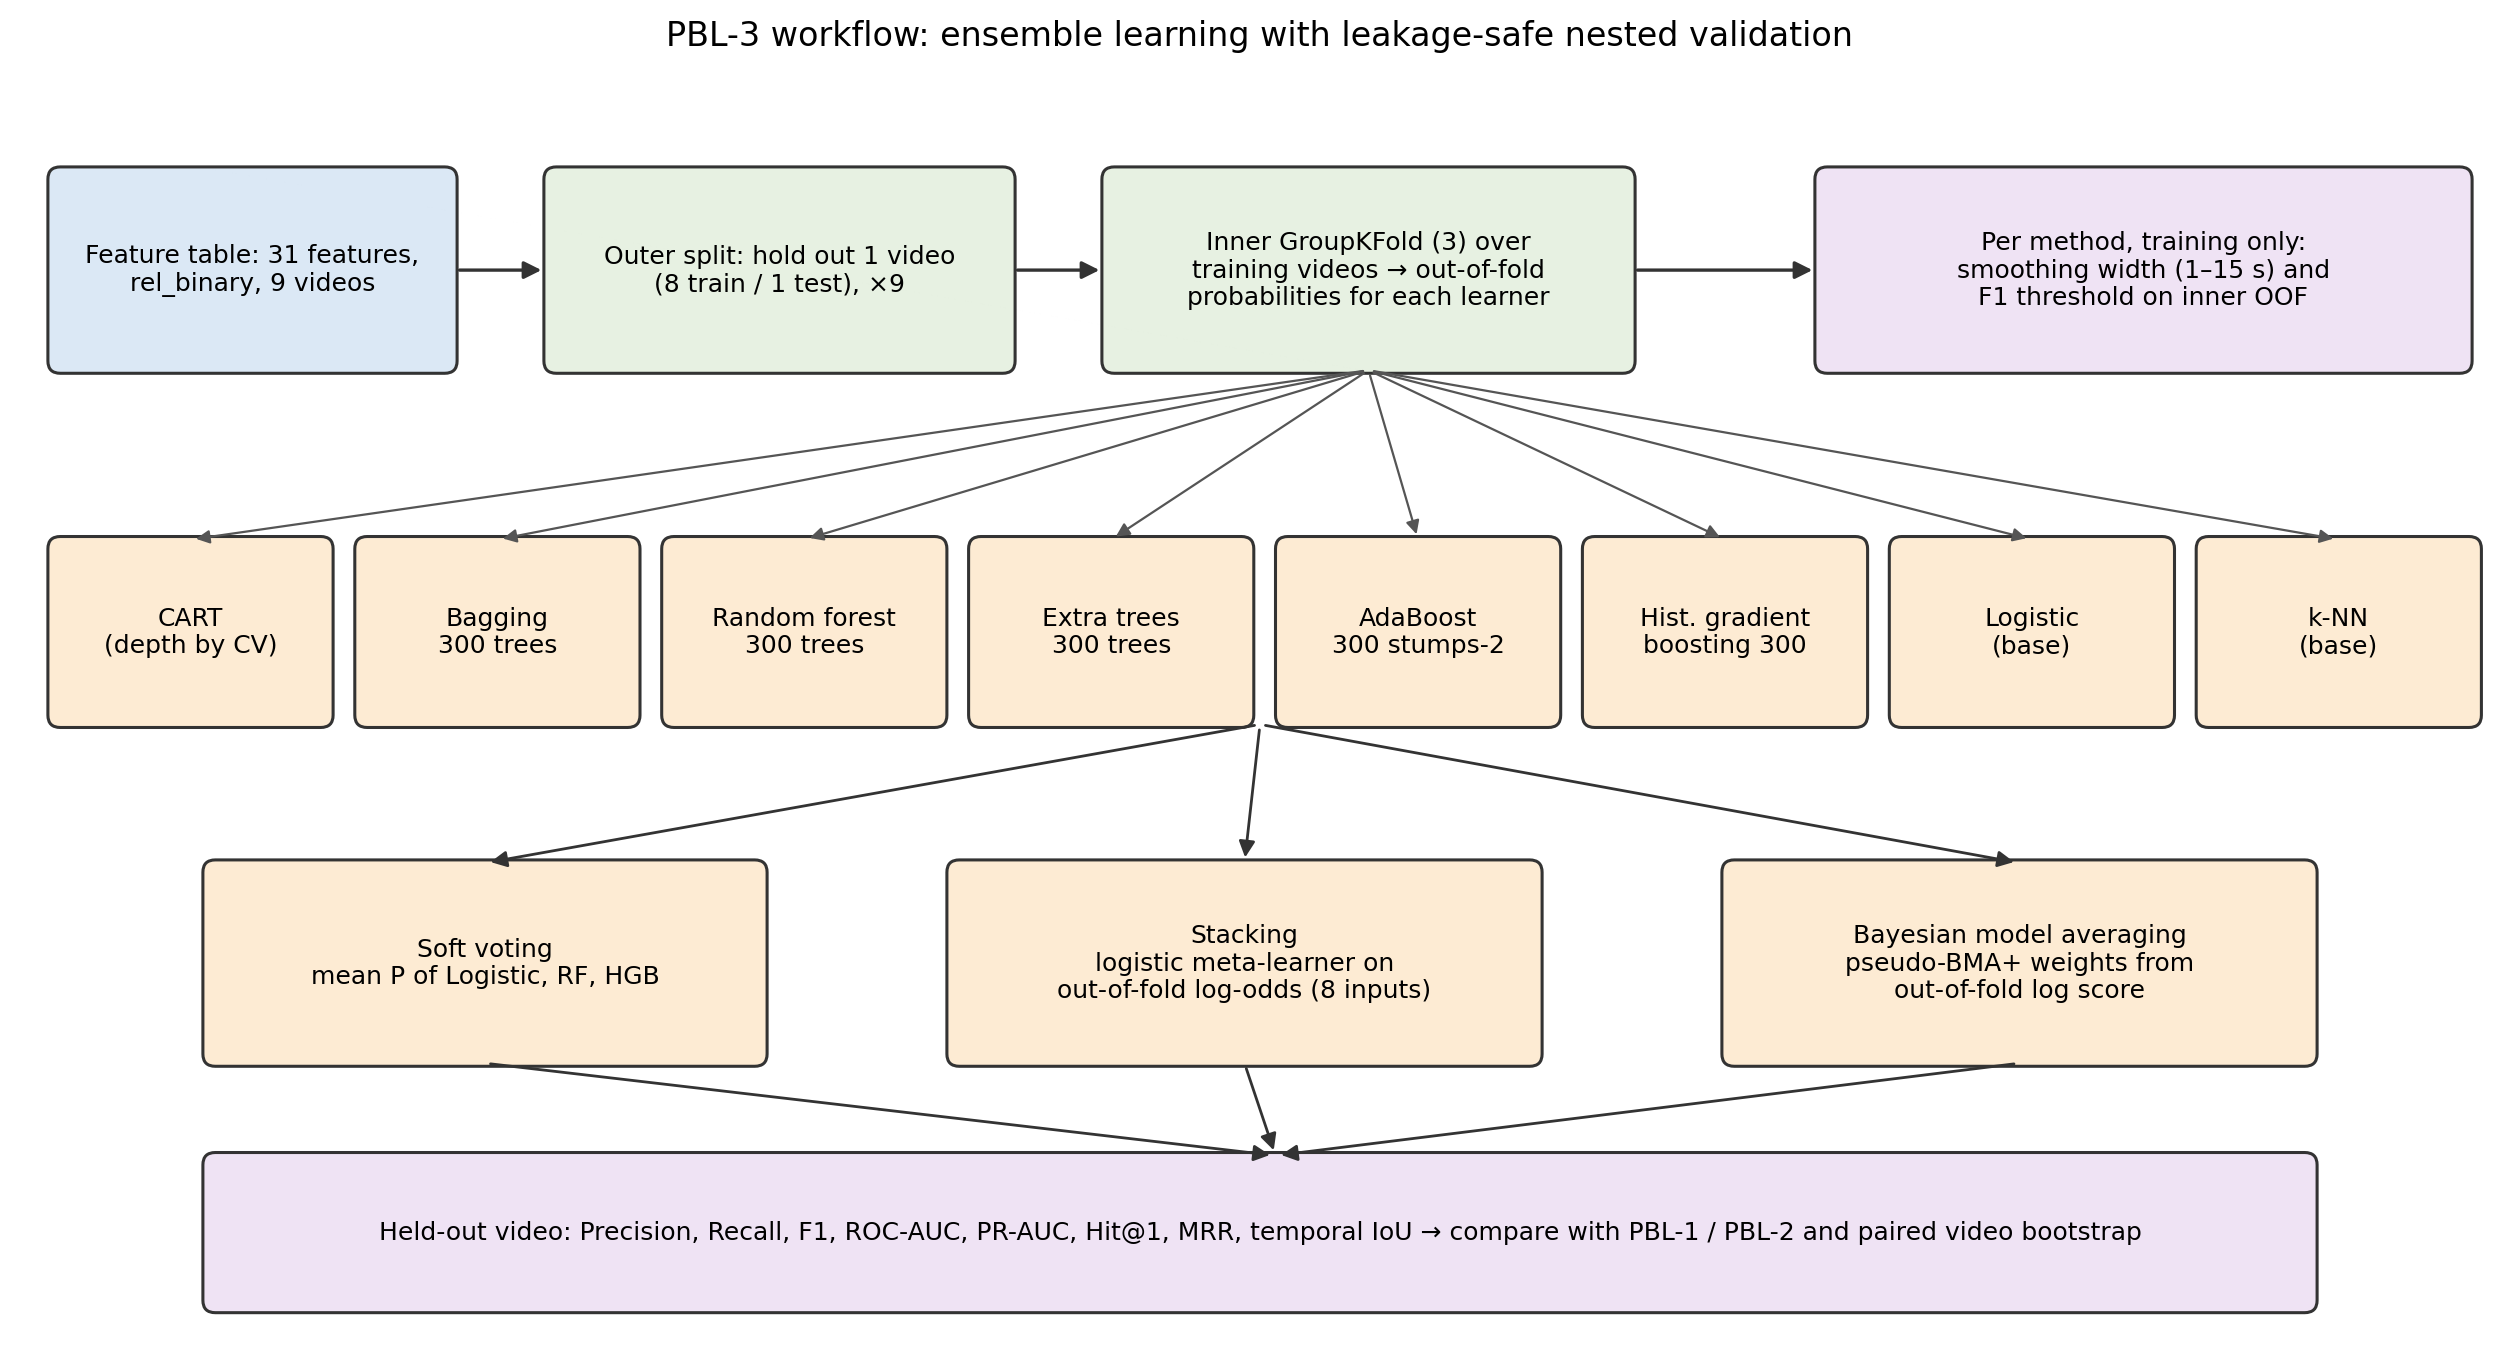 PBL-3 workflow: ensemble learning with leakage-safe nested validation
Feature table: 31 features,
rel_binary, 9 videos
Outer split: hold out 1 video
(8 train / 1 test), ×9
Inner GroupKFold (3) over
training videos → out-of-fold
probabilities for each learner
Per method, training only:
smoothing width (1–15 s) and
F1 threshold on inner OOF
CART
(depth by CV)
Bagging
300 trees
Random forest
300 trees
Extra trees
300 trees
AdaBoost
300 stumps-2
Hist. gradient
boosting 300
Logistic
(base)
k-NN
(base)
Soft voting
mean P of Logistic, RF, HGB
Stacking
logistic meta-learner on
out-of-fold log-odds (8 inputs)
Bayesian model averaging
pseudo-BMA+ weights from
out-of-fold log score
Held-out video: Precision, Recall, F1, ROC-AUC, PR-AUC, Hit@1, MRR, temporal IoU → compare with PBL-1 / PBL-2 and paired video bootstrap